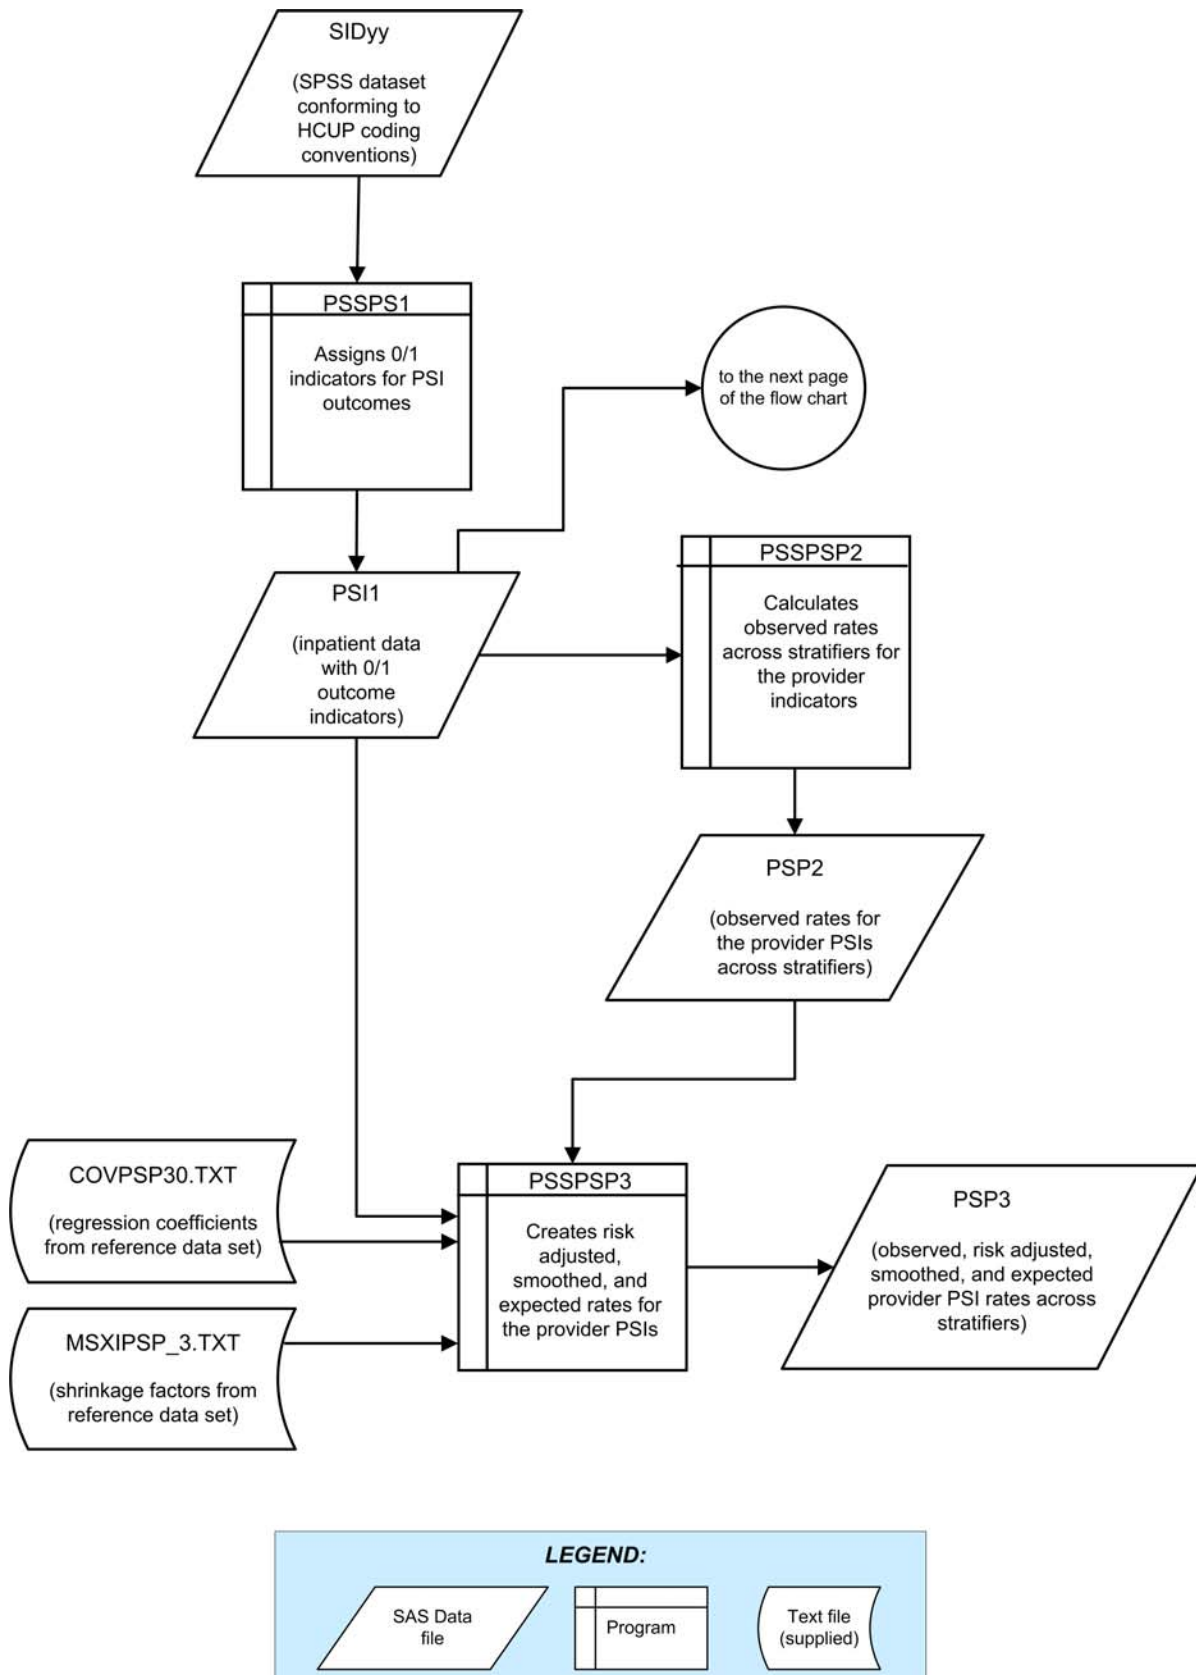 SIDyy
(SPSS dataset
conforming to
HCUP coding
conventions)
PSSPS1
Assigns 0/1
indicators for PSI
outcomes
to the next page
of the flow chart
PSI1
(inpatient data
with 0/1
outcome
indicators)
PSSPSP2
Calculates
observed rates
across stratifiers for
the provider
indicators
PSP2
(observed rates for
the provider PSIs
across stratifiers)
COVPSP30.TXT
(regression coefficients
from reference data set)
MSXIPSP_3.TXT
(shrinkage factors from
reference data set)
PSSPSP3
Creates risk
adjusted,
smoothed, and
expected rates for
the provider PSIs
PSP3
(observed, risk adjusted,
smoothed, and expected
provider PSI rates across
stratifiers)
LEGEND:
SAS Data
file
Program
Text file
(supplied)